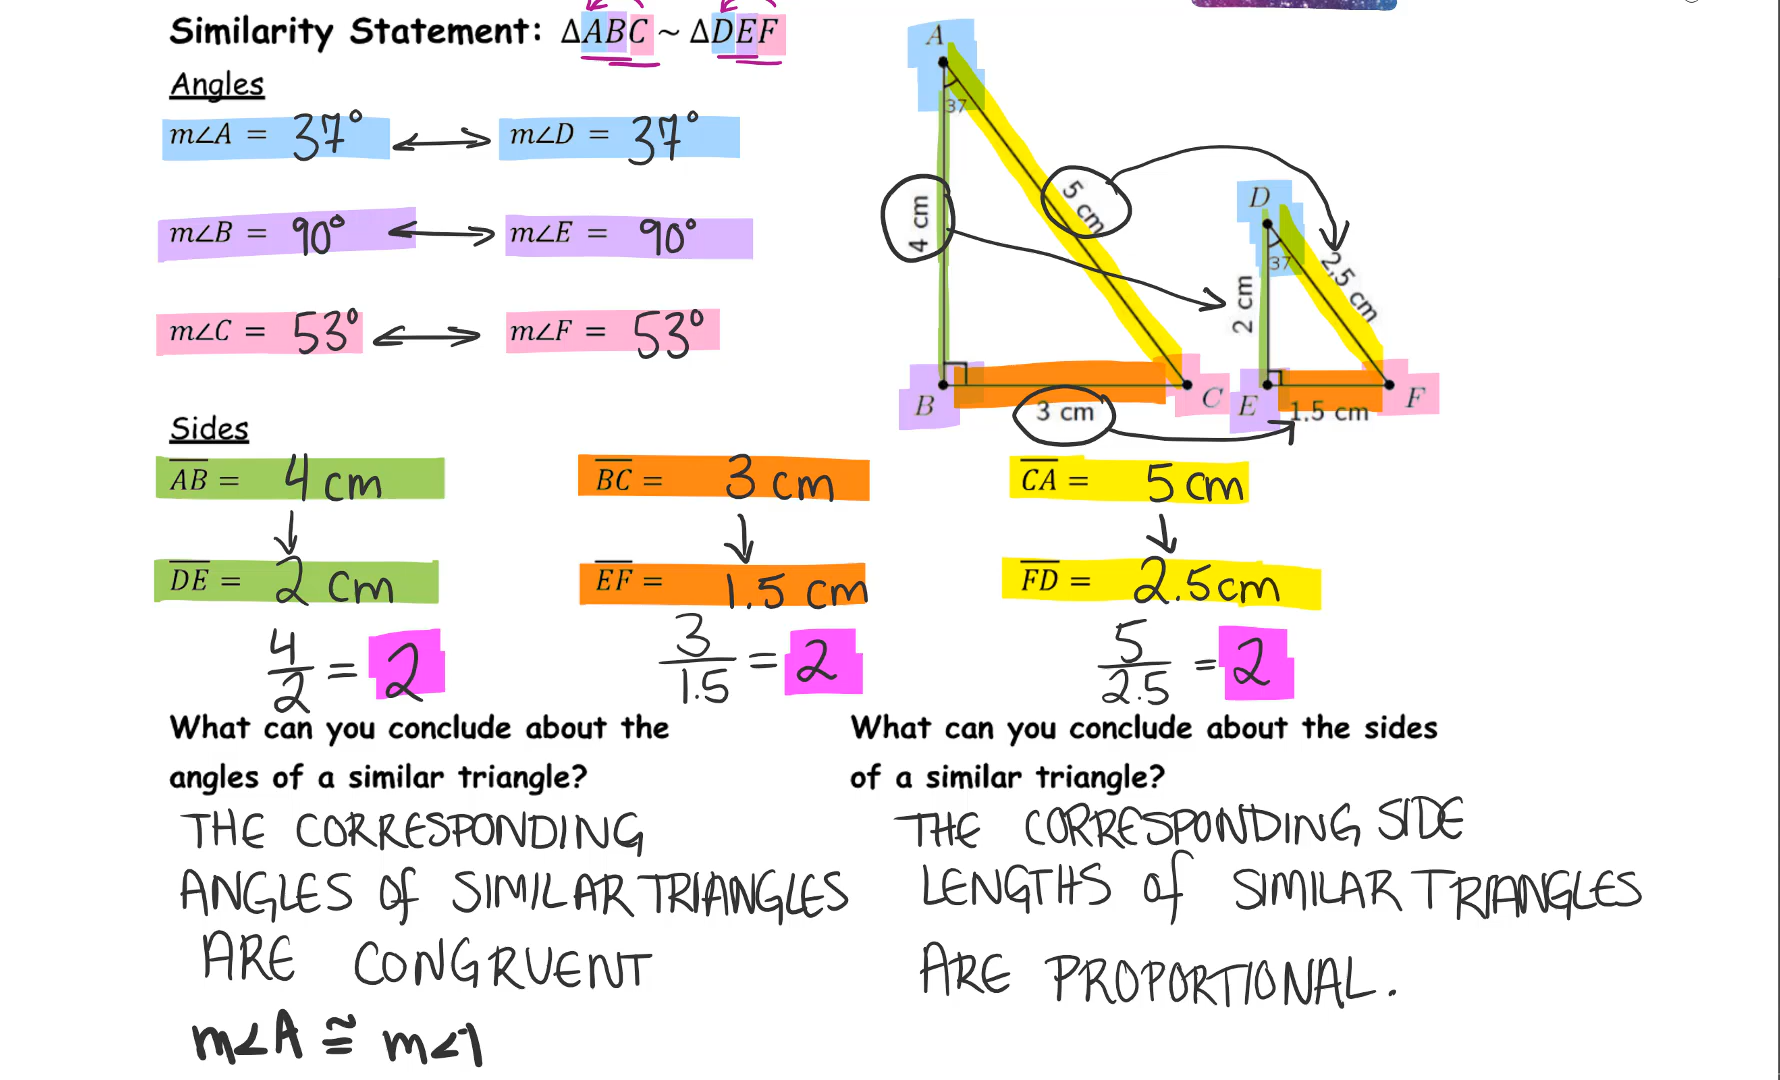 Similarity Statement: ΔABC ~ ΔDEF
Angles
m∠A = 37° m∠D = 37°
m∠B = 90° m∠E = 90°
m∠C = 53° m∠F = 53°
A
37
4 cm
5 cm
B
3 cm
C
D
37
2 cm
2,5 cm
E
1.5 cm
F
Sides
AB = 4 cm BC = 3 cm CA = 5 cm
DE = 2 cm EF = 1.5 cm FD = 2.5 cm
4/2 = 2 3/1.5 = 2 5/2.5 = 2
What can you conclude about the
angles of a similar triangle?
THE CORRESPONDING
ANGLES Of SIMILAR TRIANGLES
ARE CONGRUENT
m∠A ≅ m∠
What can you conclude about the sides
of a similar triangle?
THE CORRESPONDING SIDE
LENGTHS Of SIMILAR TRIANGLES
ARE PROPORTIONAL.